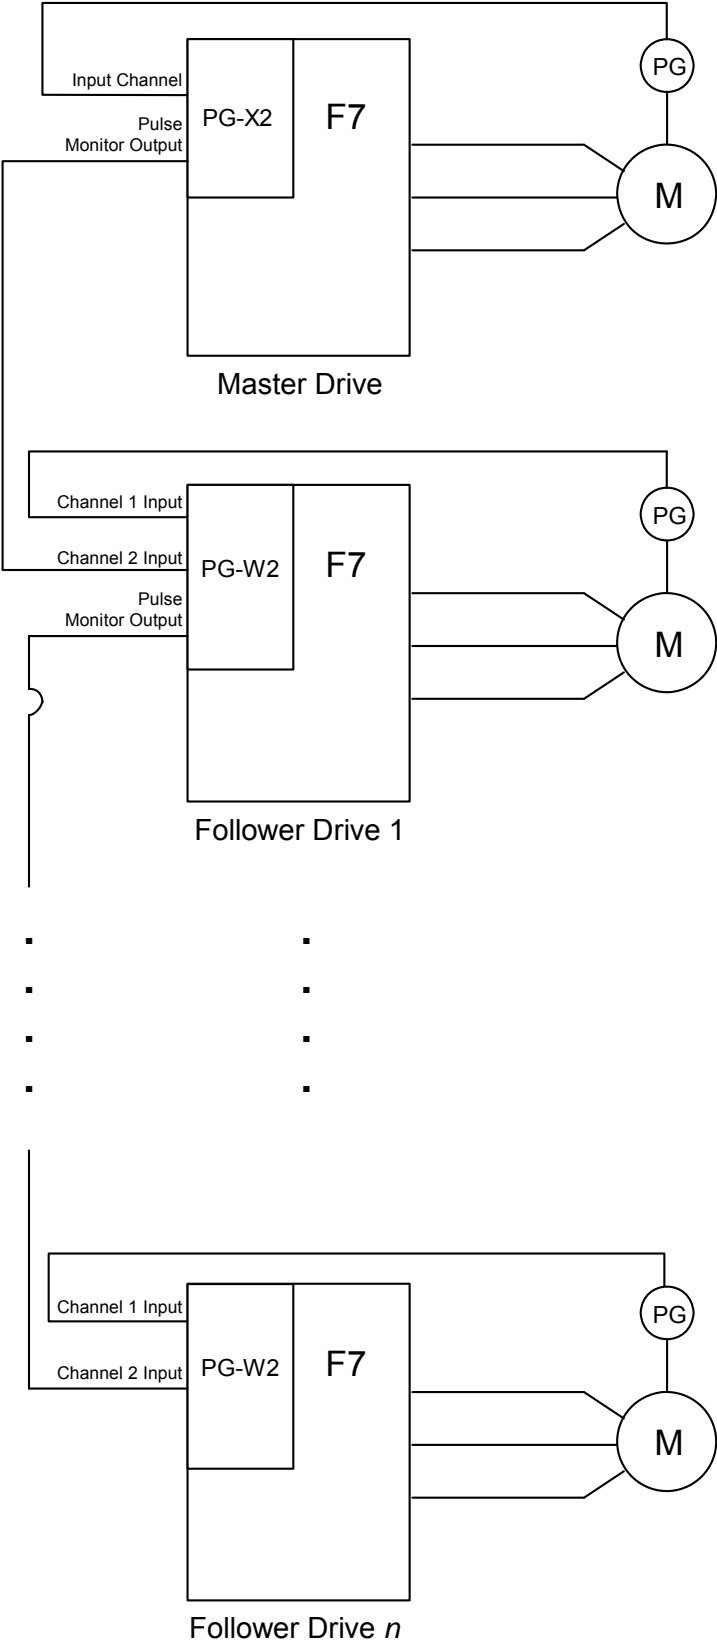 PG
Input Channel
PG-X2
F7
Pulse
Monitor Output
M
Master Drive
Channel 1 Input
PG
Channel 2 Input
PG-W2
F7
Pulse
Monitor Output
M
Follower Drive 1
Channel 1 Input
PG
Channel 2 Input
PG-W2
F7
M
Follower Drive n